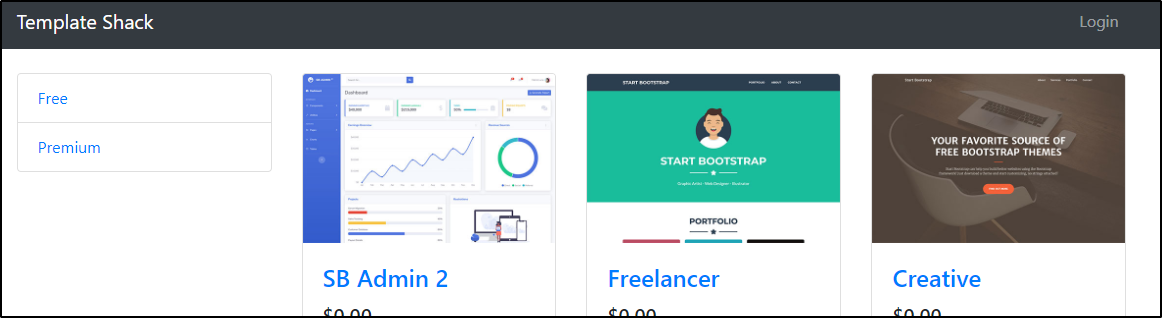 Template Shack
Login
Free
Premium
Dashboard
START BOOTSTRAP
PORTFOLIO ABOUT CONTACT
START BOOTSTRAP
Graphic Artist - Web Designer - Illustrator
PORTFOLIO
Start Bootstrap
YOUR FAVORITE SOURCE OF
FREE BOOTSTRAP THEMES
SB Admin 2
Freelancer
Creative
$0.00
$0.00
$0.00